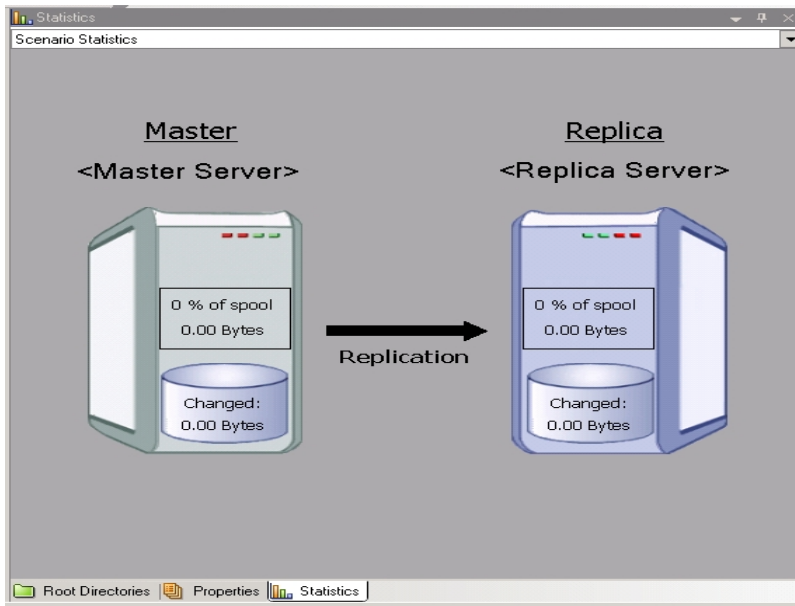 Statistics
Scenario Statistics
Master
Replica
<Master Server>
<Replica Server>
0 % of spool
0.00 Bytes
0 % of spool
0.00 Bytes
Replication
Changed:
0.00 Bytes
Changed:
0.00 Bytes
Root Directories
Properties
Statistics